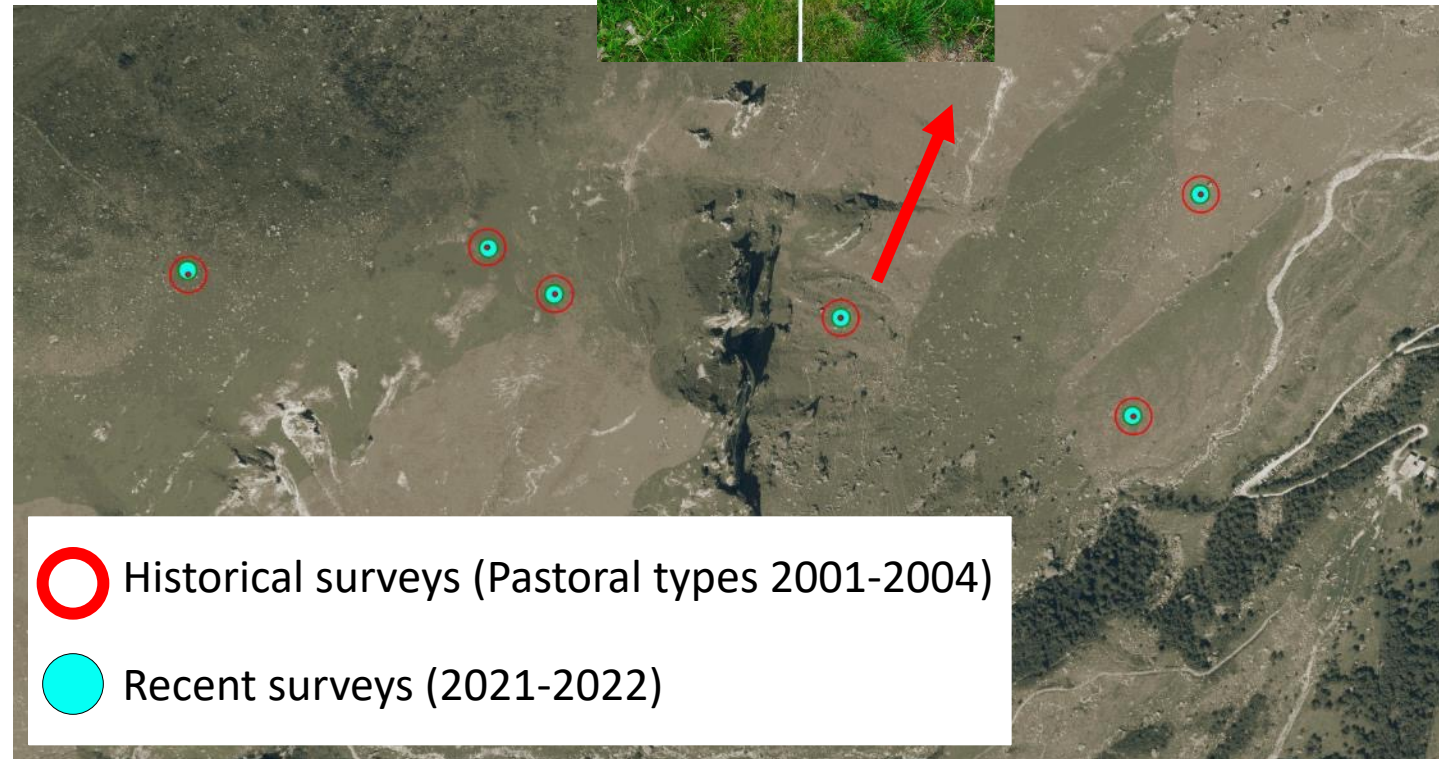 Historical surveys (Pastoral types 2001-2004)
Recent surveys (2021-2022)